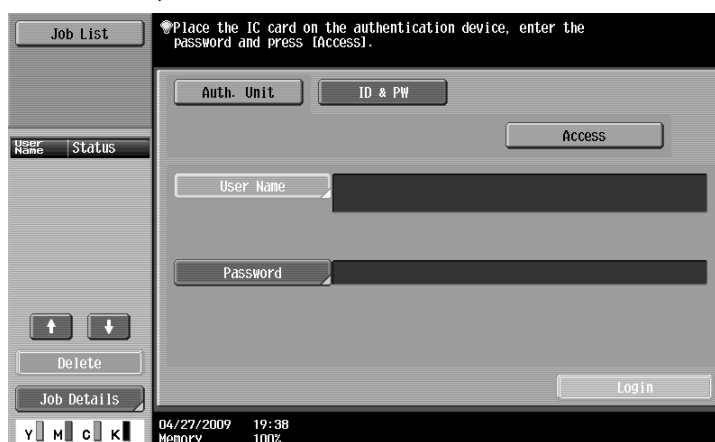 Job List
Place the IC card on the authentication device, enter the
password and press [Access].
Auth. Unit
ID & PW
Access
User
Name
Status
User Name
Password
Delete
Login
Job Details
04/27/2009 19:38
Y M C K
Memory 100%